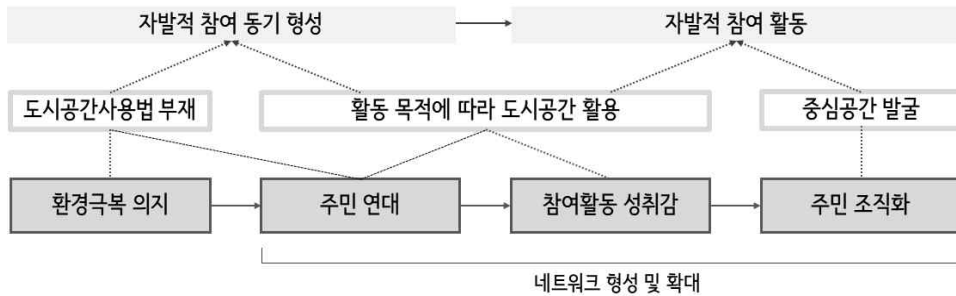 자발적 참여 동기 형성
자발적 참여 활동
도시공간사용법 부재
활동 목적에 따라 도시공간 활용
중심공간 발굴
환경극복 의지
주민 연대
참여활동 성취감
주민 조직화
네트워크 형성 및 확대